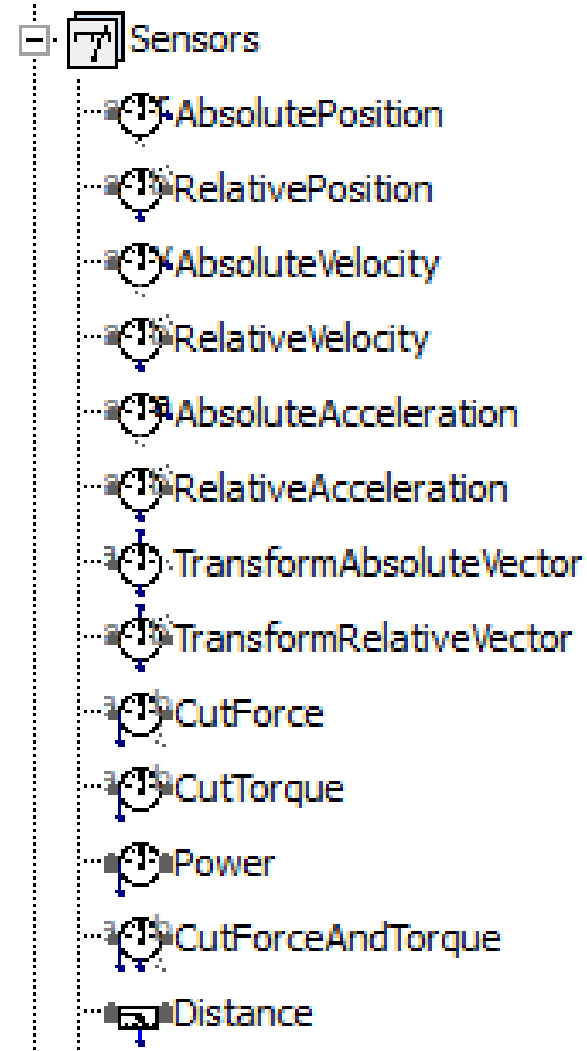 Sensors
AbsolutePosition
RelativePosition
AbsoluteVelocity
RelativeVelocity
AbsoluteAcceleration
RelativeAcceleration
TransformAbsoluteVector
TransformRelativeVector
CutForce
CutTorque
Power
CutForceAndTorque
Distance